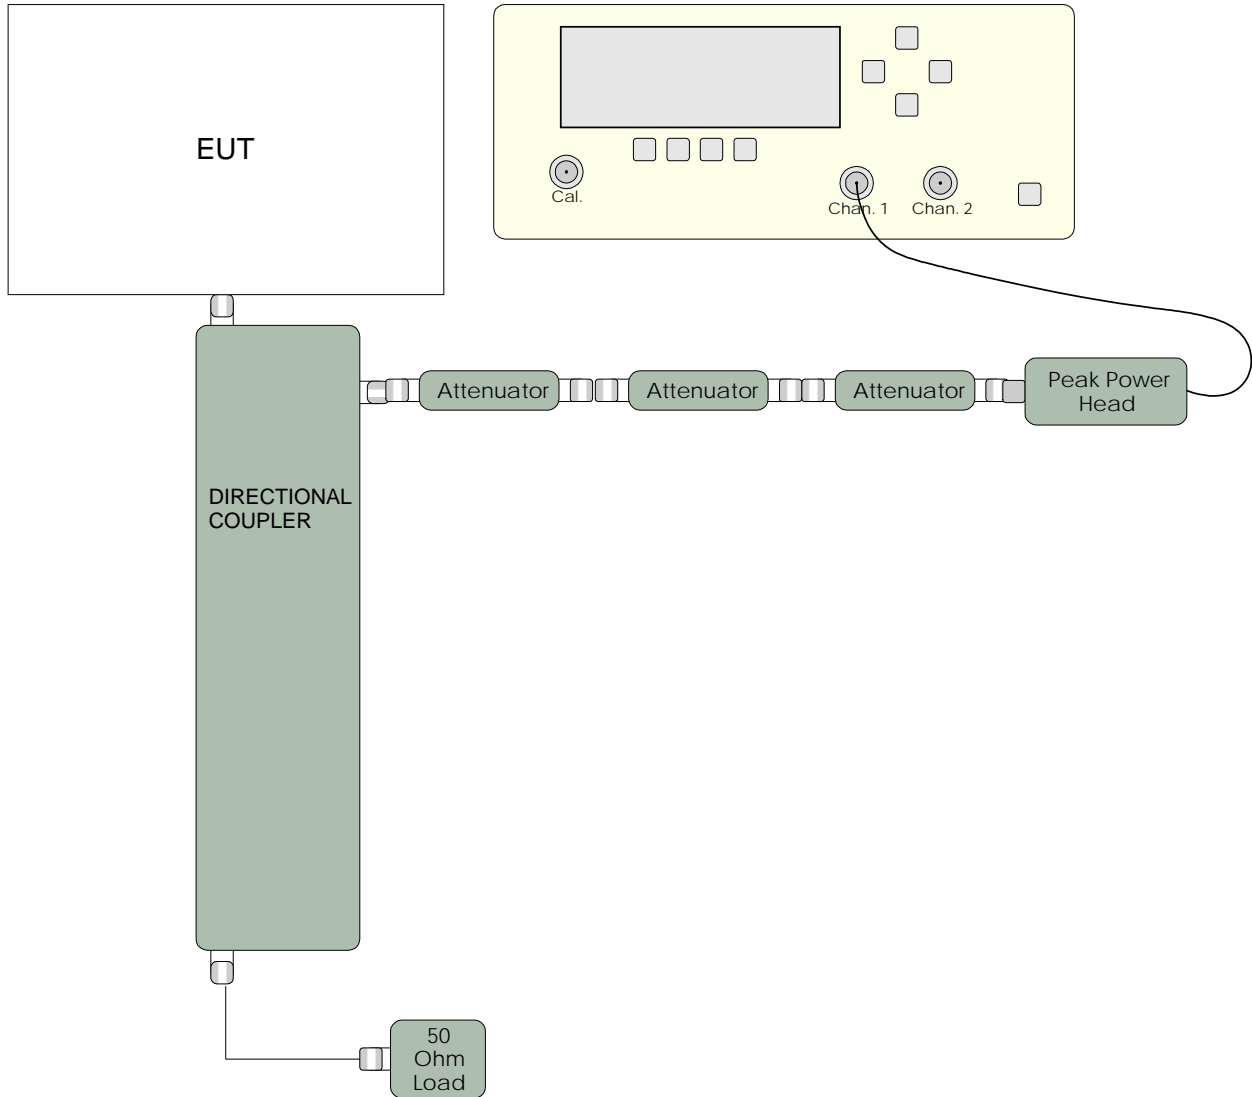 EUT
Cal.
Chan. 1
Chan. 2
Attenuator
Attenuator
Attenuator
Peak Power
Head
DIRECTIONAL
COUPLER
50
Ohm
Load